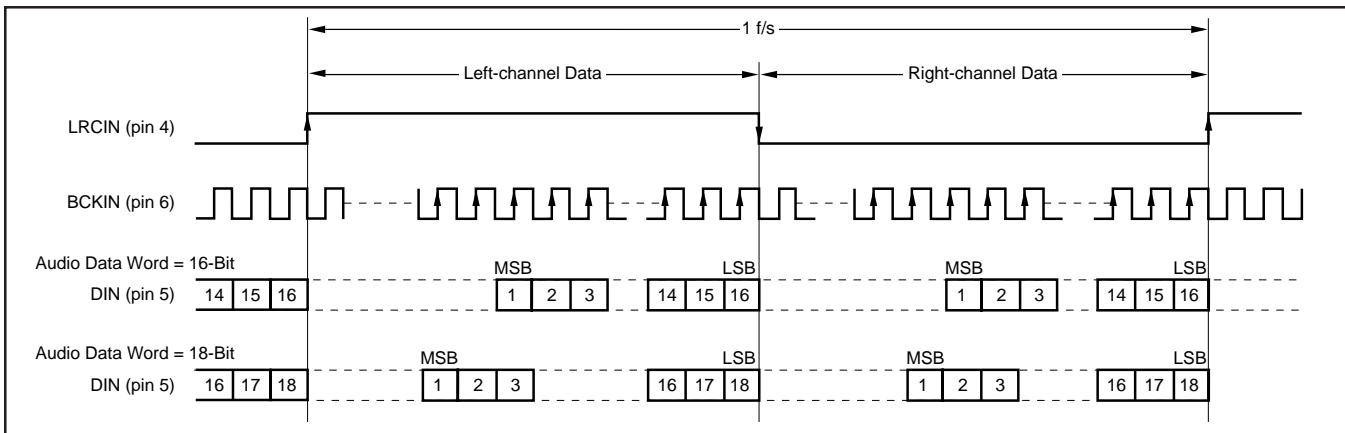 1 f/s
Left-channel Data Right-channel Data
LRCIN (pin 4)
BCKIN (pin 6)
Audio Data Word = 16-Bit
MSB LSB MSB LSB
DIN (pin 5) 14 15 16 1 2 3 14 15 16 1 2 3 14 15 16
Audio Data Word = 18-Bit
MSB LSB MSB LSB
DIN (pin 5) 16 17 18 1 2 3 16 17 18 1 2 3 16 17 18